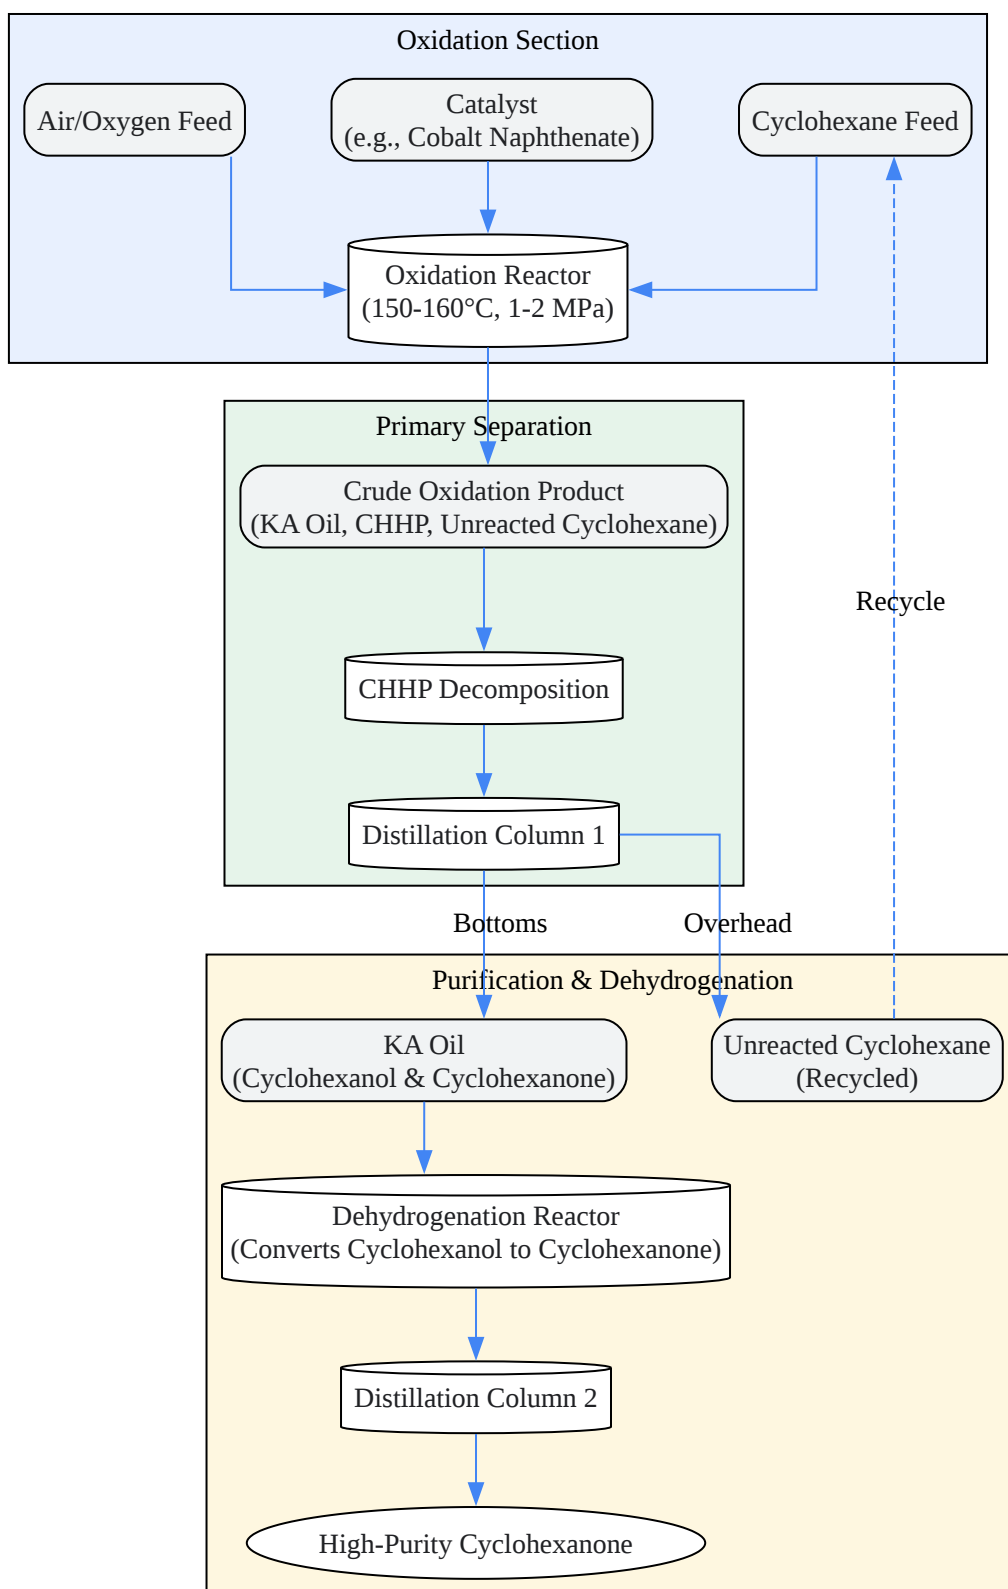 Oxidation Section
Air/Oxygen Feed
Catalyst
(e.g., Cobalt Naphthenate)
Cyclohexane Feed
Oxidation Reactor
(150-160°C, 1-2 MPa)
Primary Separation
Crude Oxidation Product
(KA Oil, CHHP, Unreacted Cyclohexane)
Recycle
CHHP Decomposition
Distillation Column 1
Bottoms
Overhead
Purification & Dehydrogenation
KA Oil
(Cyclohexanol & Cyclohexanone)
Unreacted Cyclohexane
(Recycled)
Dehydrogenation Reactor
(Converts Cyclohexanol to Cyclohexanone)
Distillation Column 2
High-Purity Cyclohexanone